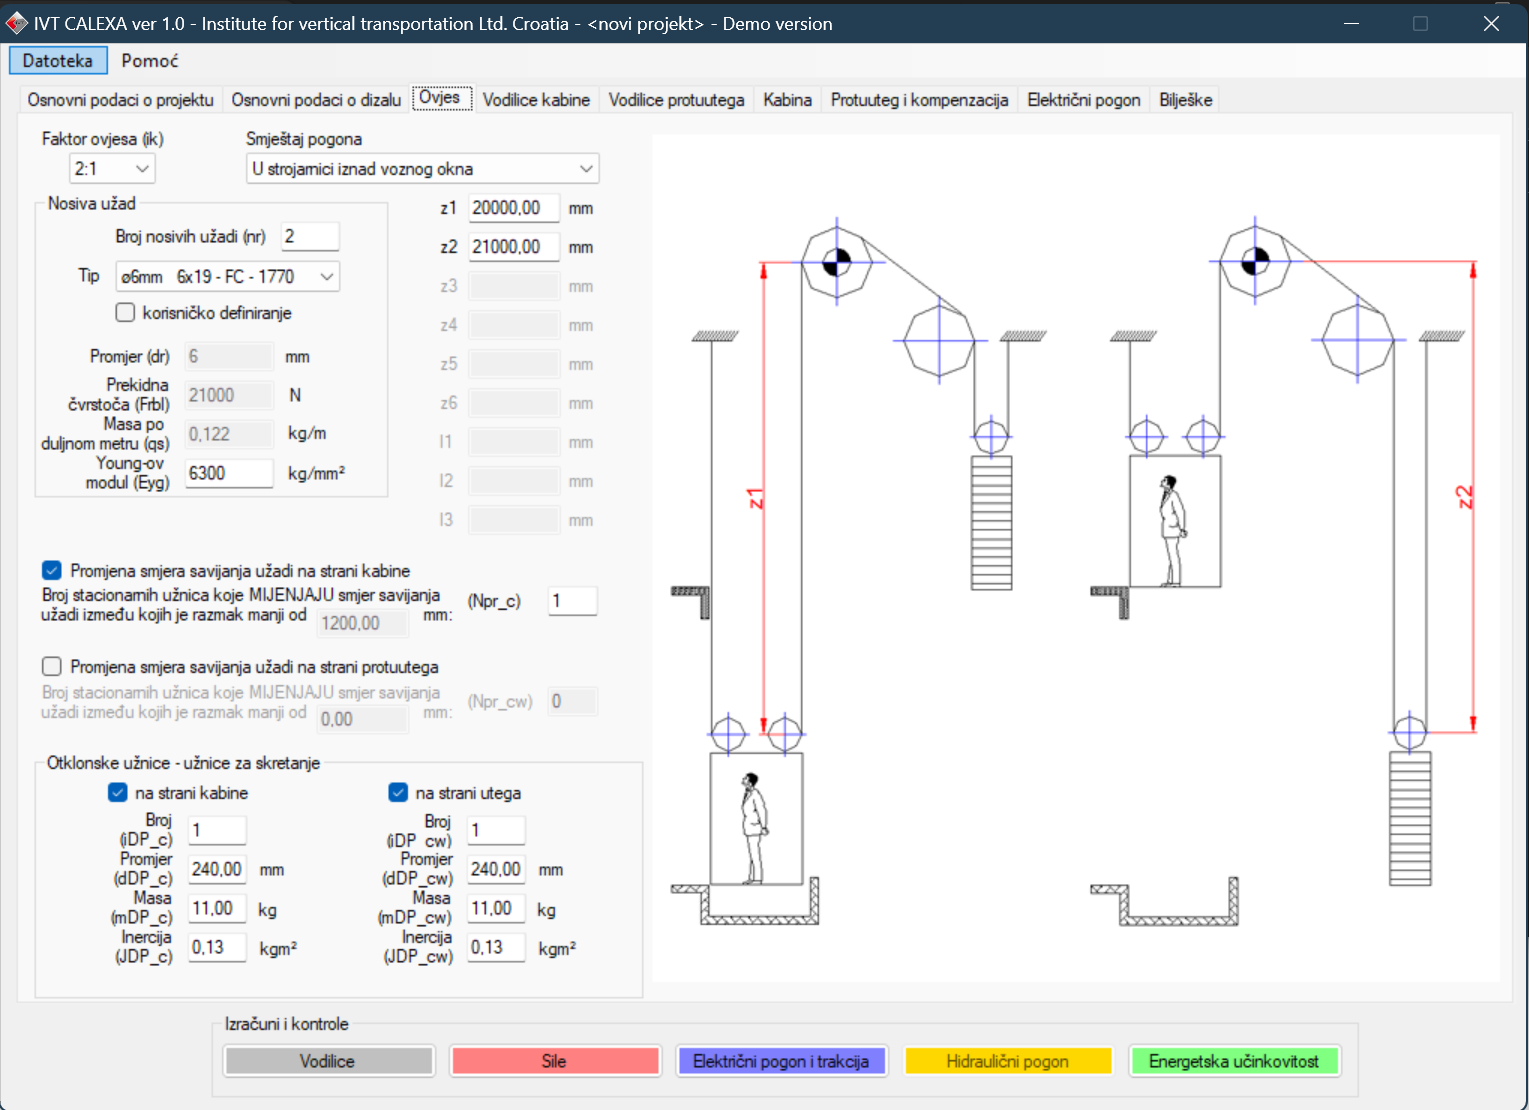 IVT CALEXA ver 1.0 - Institute for vertical transportation Ltd. Croatia - <novi projekt> - Demo version
Datoteka Pomoć
Osnovni podaci o projektu Osnovni podaci o dizalu Ovjes Vodilice kabine Vodilice protuutega Kabina Protuuteg i kompenzacija Električni pogon Bilješke
Faktor ovjesa (ik) Smještaj pogona
2:1 U strojarnici iznad voznog okna
Nosiva užad
Broj nosivih užadi (nr) 2
Tip ø6mm 6x19 - FC - 1770
korisničko definiranje
Promjer (dr) 6 mm
Prekidna
čvrstoča (Frbl) 21000 N
Masa po
duljnom metru (qs) 0,122 kg/m
Young-ov
modul (Eyg) 6300 kg/mm²
z1 20000,00 mm
z2 21000,00 mm
z3 mm
z4 mm
z5 mm
z6 mm
l1 mm
l2 mm
l3 mm
Promjena smjera savijanja užadi na strani kabine
Broj stacionarnih užnica koje MIJENJAJU smjer savijanja
užadi između kojih je razmak manji od 1200,00 mm: (Npr_c) 1
Promjena smjera savijanja užadi na strani protuutega
Broj stacionarnih užnica koje MIJENJAJU smjer savijanja
užadi između kojih je razmak manji od 0,00 mm: (Npr_cw) 0
Otklonske užnice - užnice za skretanje
na strani kabine
Broj
(iDP_c) 1
Promjer
(dDP_c) 240,00 mm
Masa
(mDP_c) 11,00 kg
Inercija
(JDP_c) 0,13 kgm²
na strani utega
Broj
(iDP_cw) 1
Promjer
(dDP_cw) 240,00 mm
Masa
(mDP_cw) 11,00 kg
Inercija
(JDP_cw) 0,13 kgm²
z1
z2
Izračuni i kontrole
Vodilice Sile Električni pogon i trakcija Hidraulični pogon Energetska učinkovitost